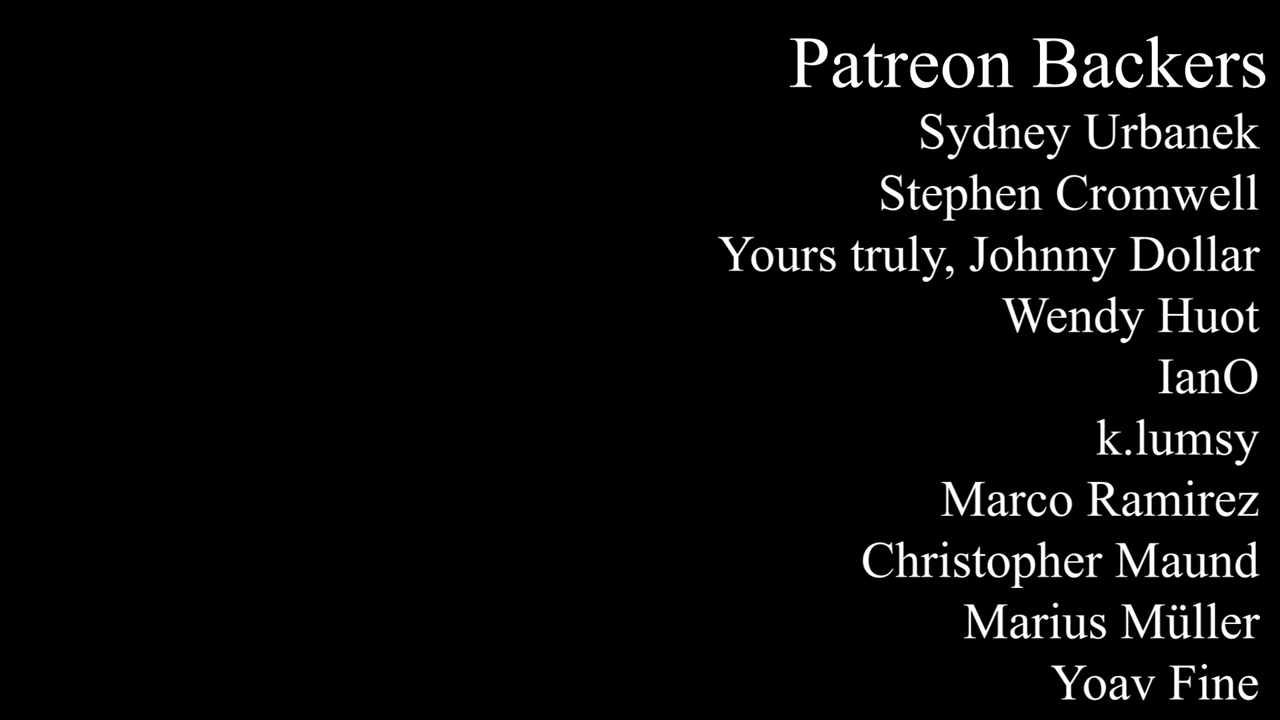 Patreon Backers
Sydney Urbanek
Stephen Cromwell
Yours truly, Johnny Dollar
Wendy Huot
IanO
k.lumsy
Marco Ramirez
Christopher Maund
Marius Müller
Yoav Fine